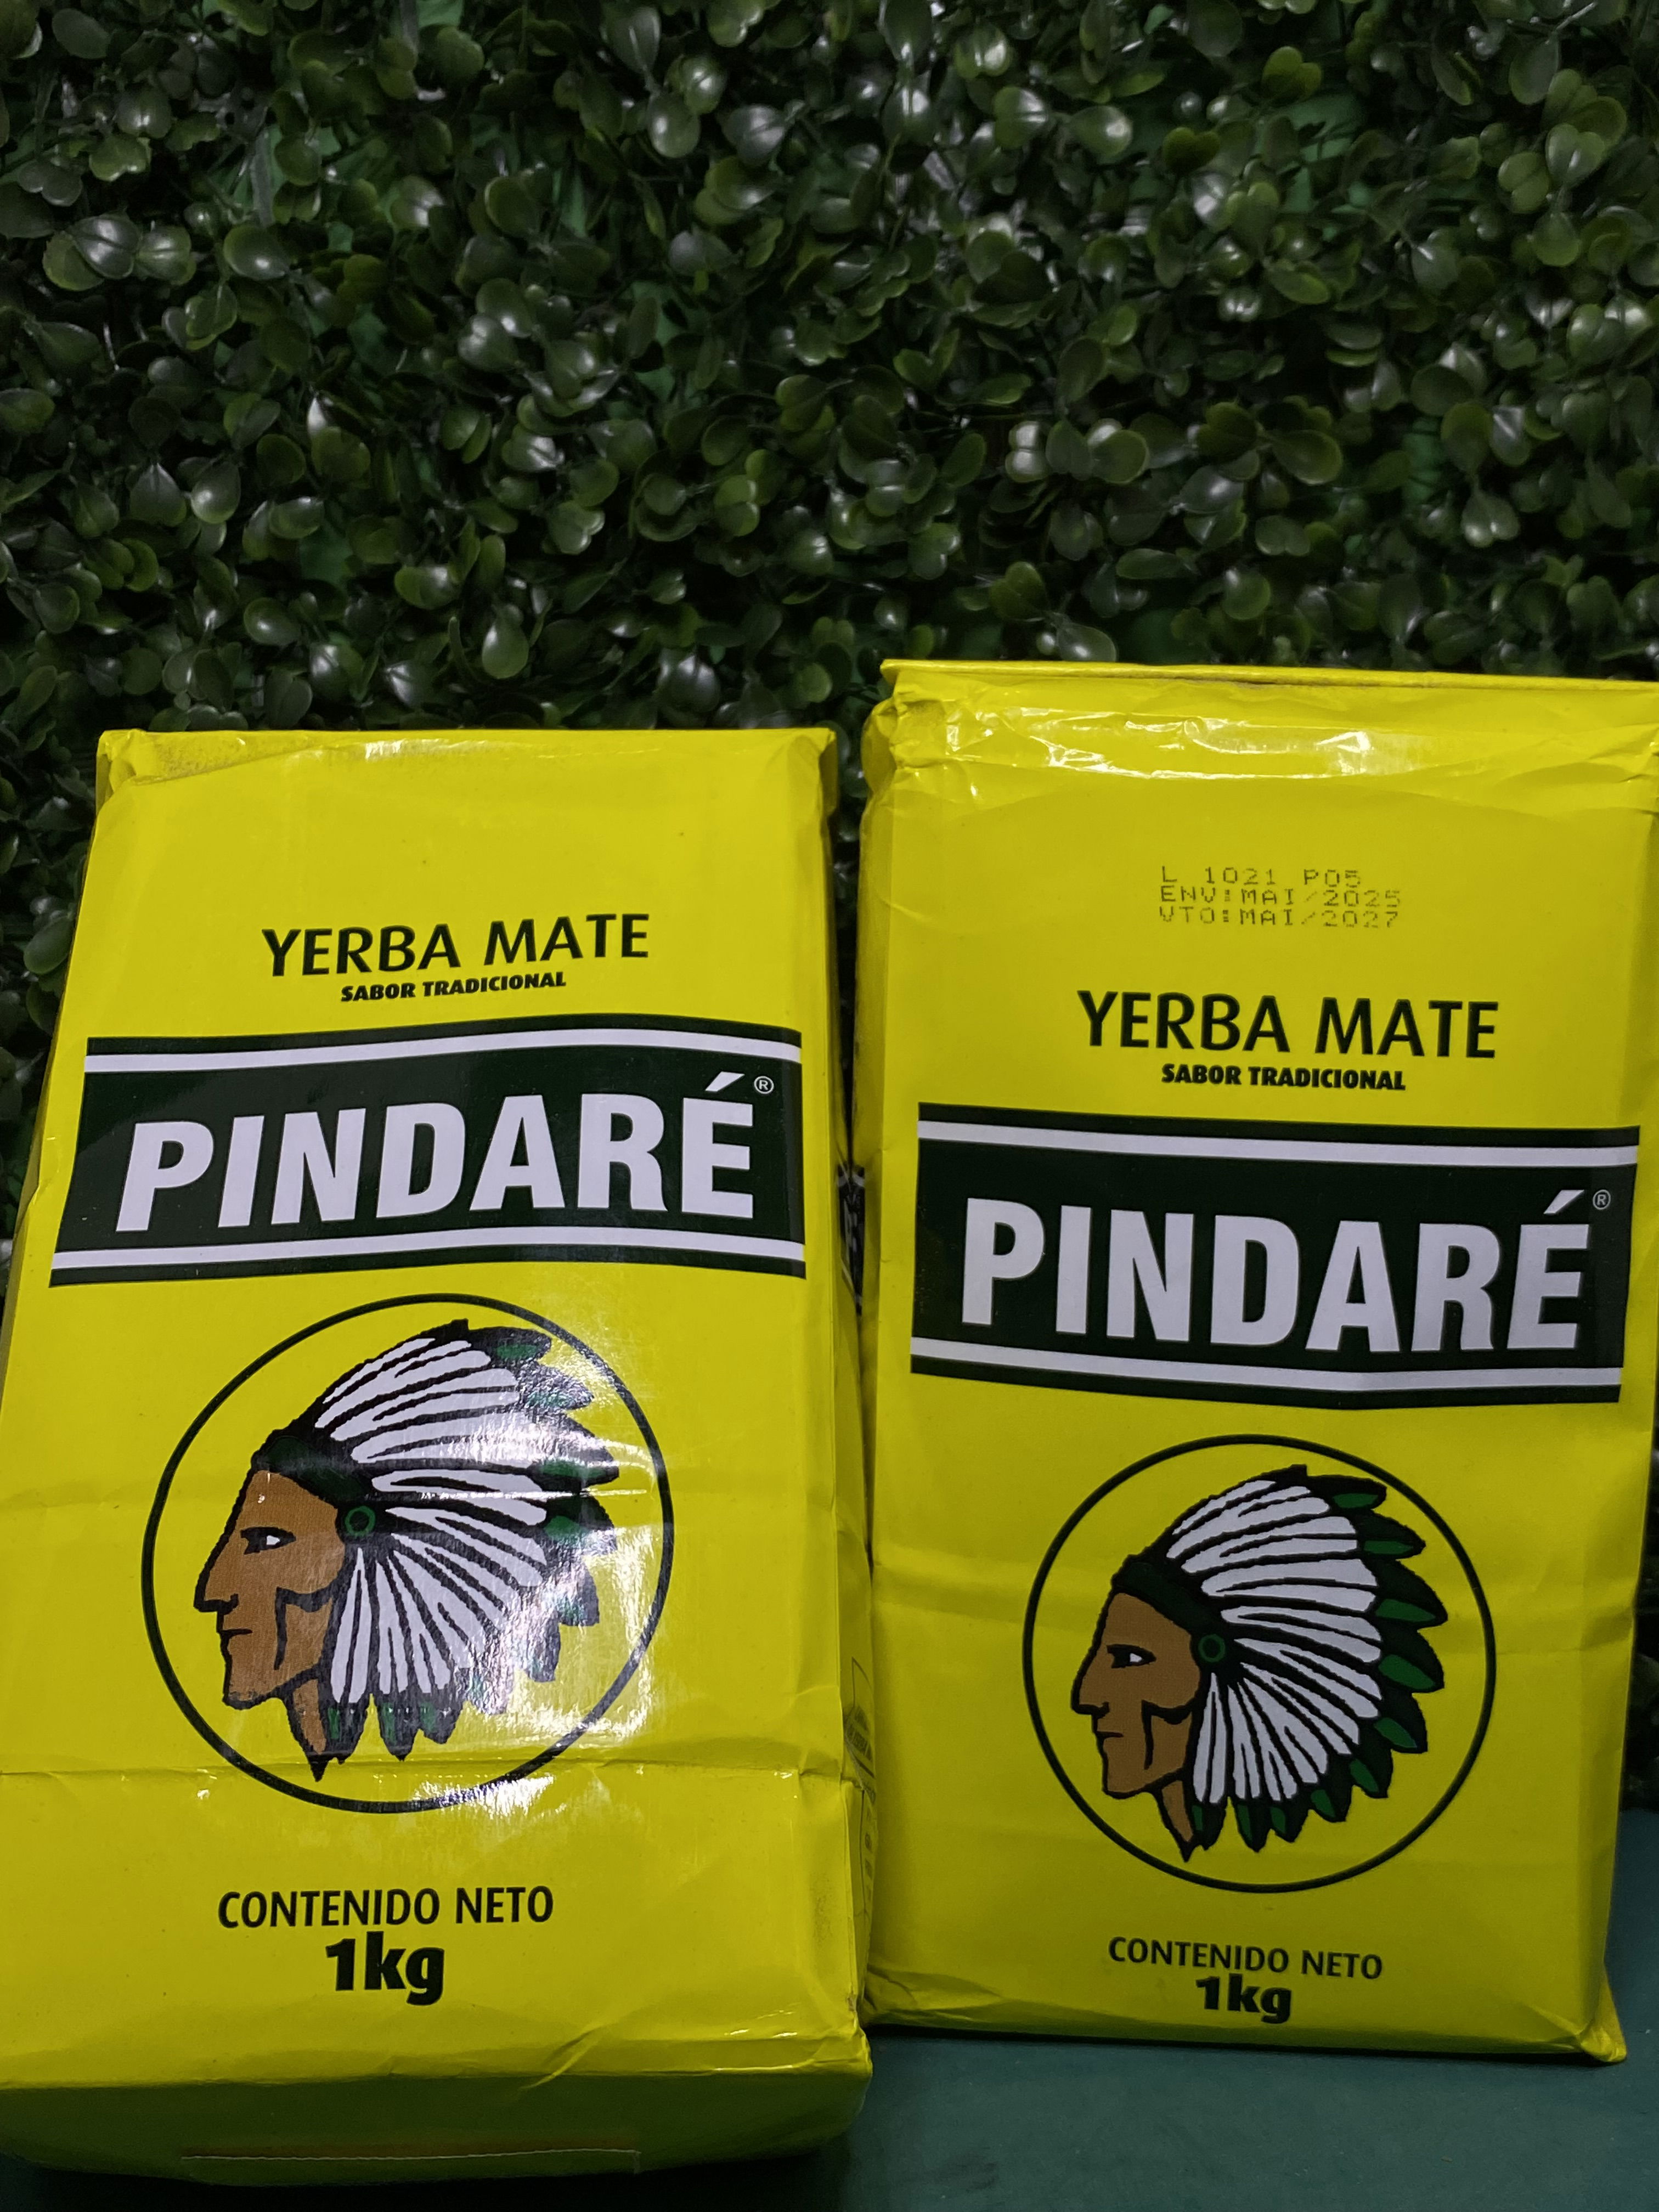 YERBA MATE
SABOR TRADICIONAL
PINDARÉ®
CONTENIDO NETO
1kg
L 1021 P05
ENV:MAI/2025
VTO:MAI/2027
YERBA MATE
SABOR TRADICIONAL
PINDARÉ®
CONTENIDO NETO
1kg